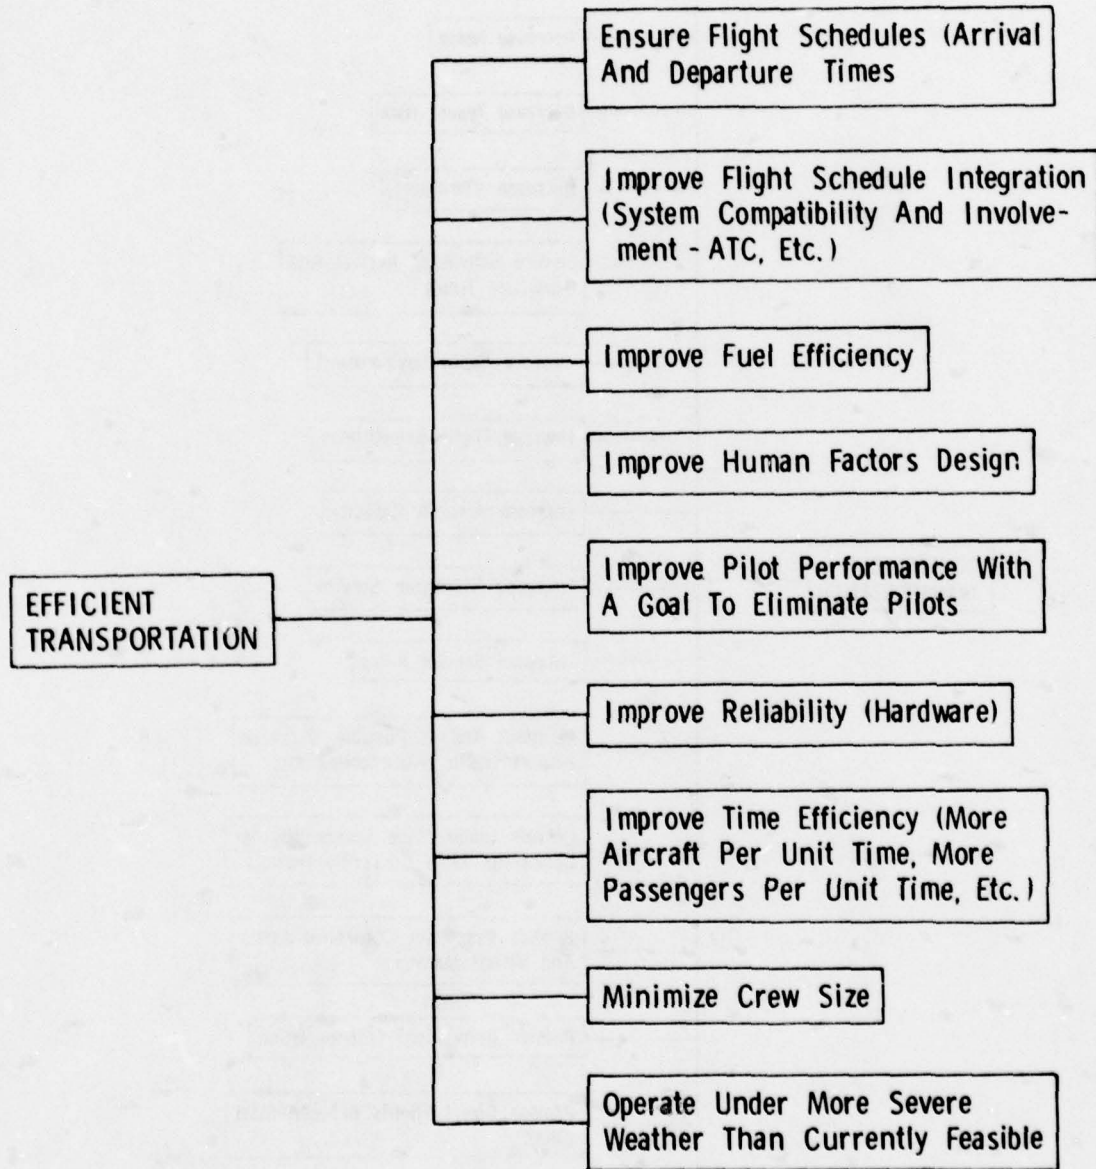 Ensure Flight Schedules (Arrival
And Departure Times
Improve Flight Schedule Integration
(System Compatibility And Involve-
ment - ATC, Etc.)
Improve Fuel Efficiency
Improve Human Factors Design
EFFICIENT
TRANSPORTATION
Improve Pilot Performance With
A Goal To Eliminate Pilots
Improve Reliability (Hardware)
Improve Time Efficiency (More
Aircraft Per Unit Time, More
Passengers Per Unit Time, Etc.)
Minimize Crew Size
Operate Under More Severe
Weather Than Currently Feasible